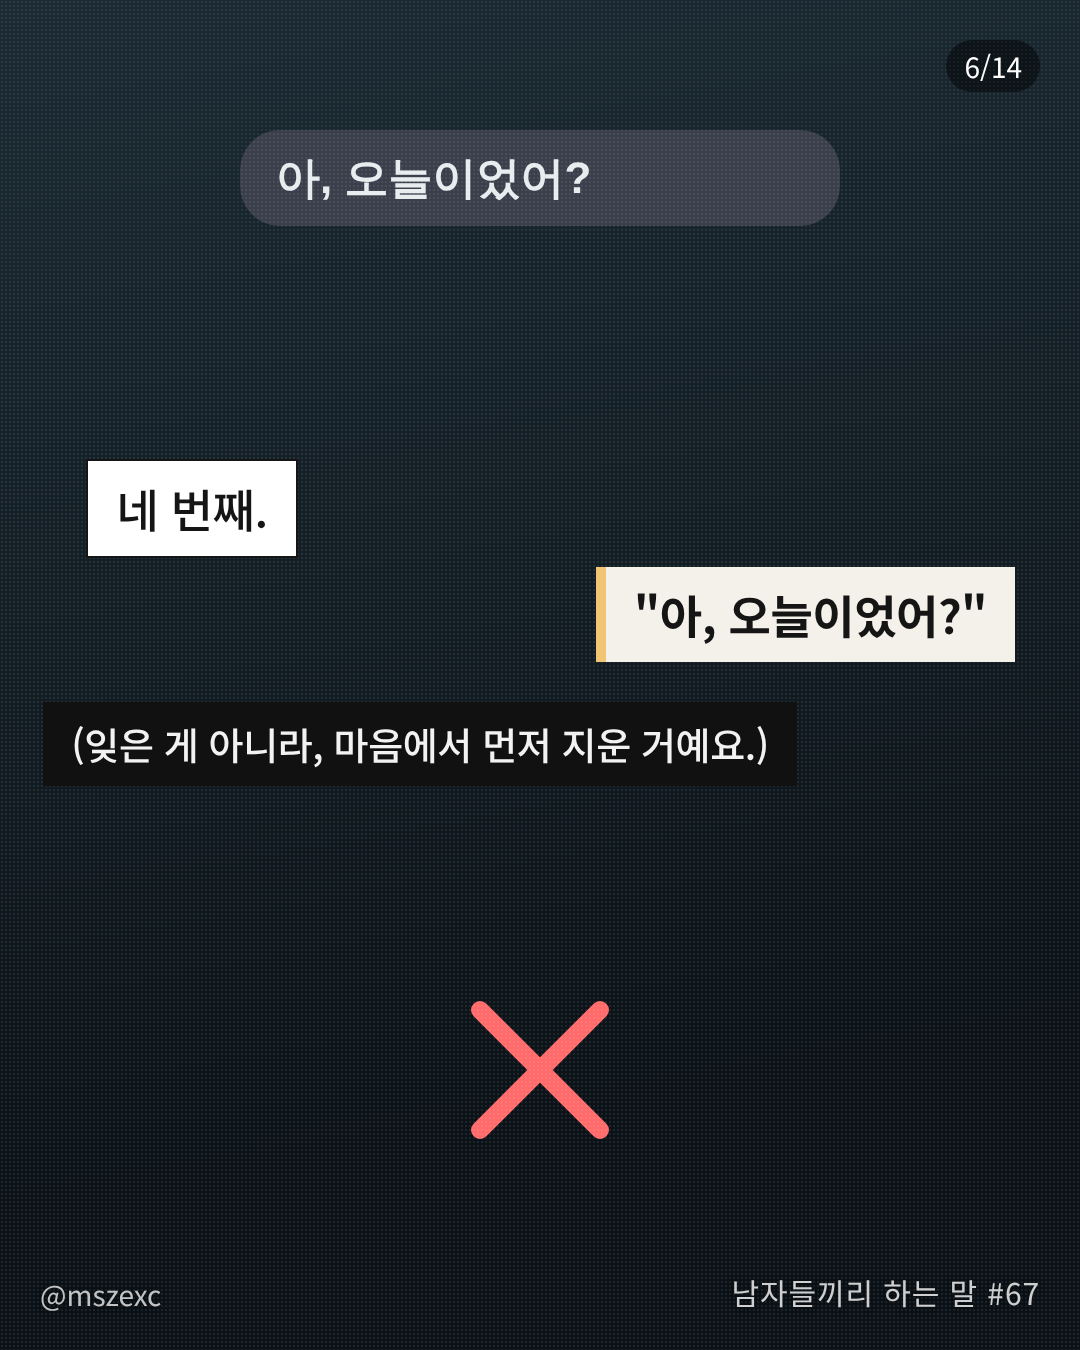 6/14
아, 오늘이었어?
네 번째.
"아, 오늘이었어?"
(잊은 게 아니라, 마음에서 먼저 지운 거예요.)
@mszexc
남자들끼리 하는 말 #67